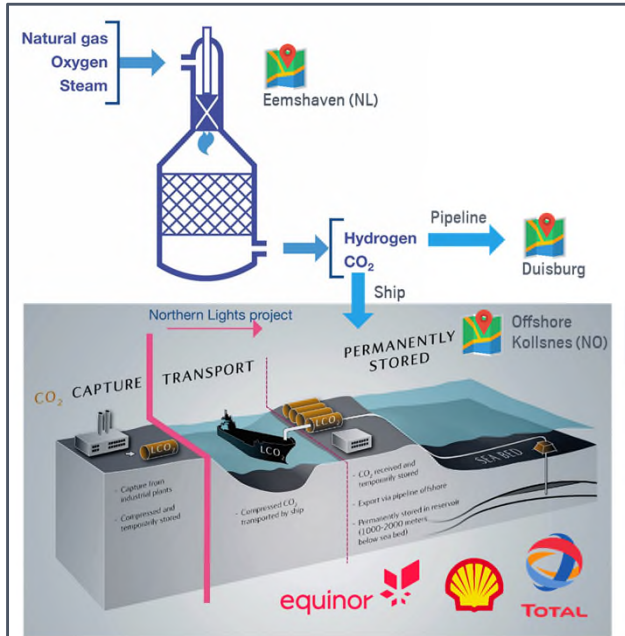 Natural gas
Oxygen
Steam
Eemshaven (NL)
Hydrogen
CO₂
Pipeline
Duisburg
Ship
Northern Lights project
Offshore
Kollsnes (NO)
CO₂ CAPTURE
TRANSPORT
PERMANENTLY
STORED
LCO₂
LCO₂
LCO₂
SEA BED
- Capture from
industrial plants
- Compressed and
temporarily stored
- Compressed CO₂
transported by ship
- CO₂ received and
temporarily stored
- Export via pipeline offshore
- Permanently stored in reservoir
(1000-2000 meters
below sea bed)
equinor
TOTAL